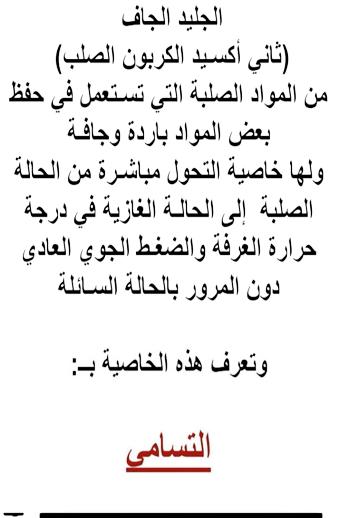 الجليد الجاف
(ثاني أكسيد الكربون الصلب)
من المواد الصلبة التي تستعمل في حفظ
بعض المواد باردة وجافة
ولها خاصية التحول مباشرة من الحالة
الصلبة إلى الحالة الغازية في درجة
حرارة الغرفة والضغط الجوي العادي
دون المرور بالحالة السائلة
وتعرف هذه الخاصية بــ:
التسامي